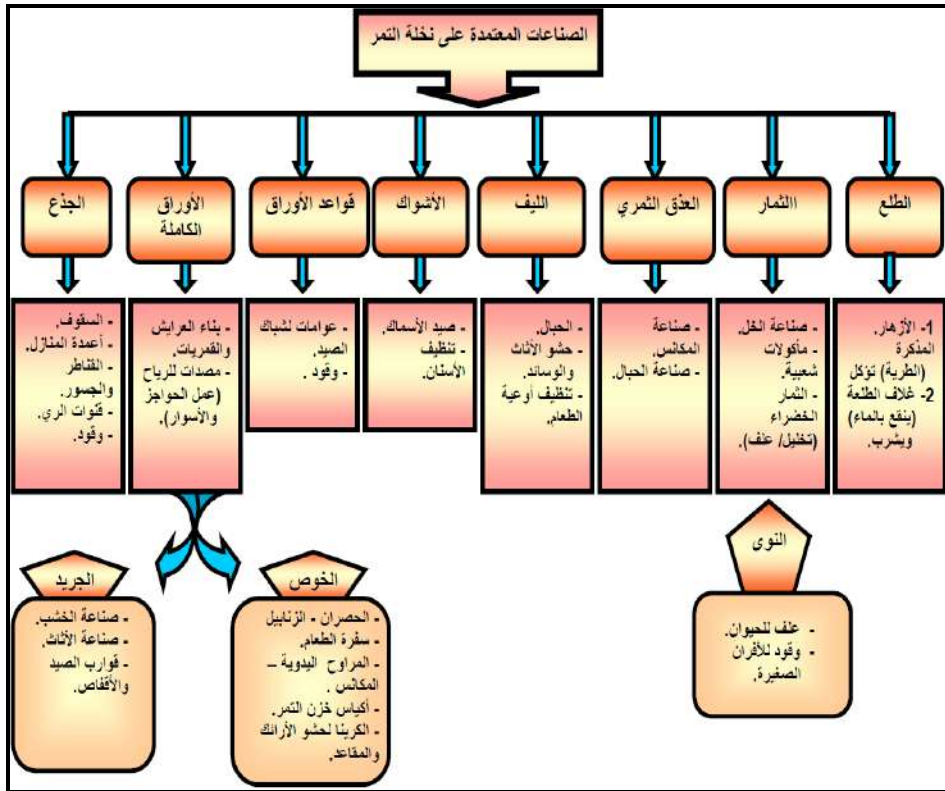 الصناعات المعتمدة على نخلة التمر
الطلع
االثمار
العذق الثمري
الليف
الأشواك
قواعد الأوراق
الأوراق
الكاملة
الجذع
1- الأزهار
المذكرة
(الطرية) تؤكل
2- غلاف الطلعة
(ينقع بالماء)
ويشرب.
- صناعة الخل.
- مأكولات
شعبية.
- الثمار
الخضراء
(تخليل/ علف).
- صناعة
المكانس.
- صناعة الحبال.
- الحبال.
- حشو الأثاث
والوسائد.
- تنظيف أوعية
الطعام.
- صيد الأسماك.
- تنظيف
الأسنان.
- عوامات لشباك
الصيد.
- وقود.
- بناء العرايش
والقمريات.
- مصدات للرياح
(عمل الحواجز
والأسوار).
- السقوف.
- أعمدة المنازل.
- القناطر
والجسور.
- قنوات الري.
- وقود.
النوى
- علف للحيوان.
- وقود للأفران
الصغيرة.
الخوص
- الحصران - الزنابيل
- سفرة الطعام.
- المراوح اليدوية –
المكانس .
- أكياس خزن التمر.
- الكرينا لحشو الأرائك
والمقاعد.
الجريد
- صناعة الخشب.
- صناعة الأثاث.
- قوارب الصيد
والأقفاص.